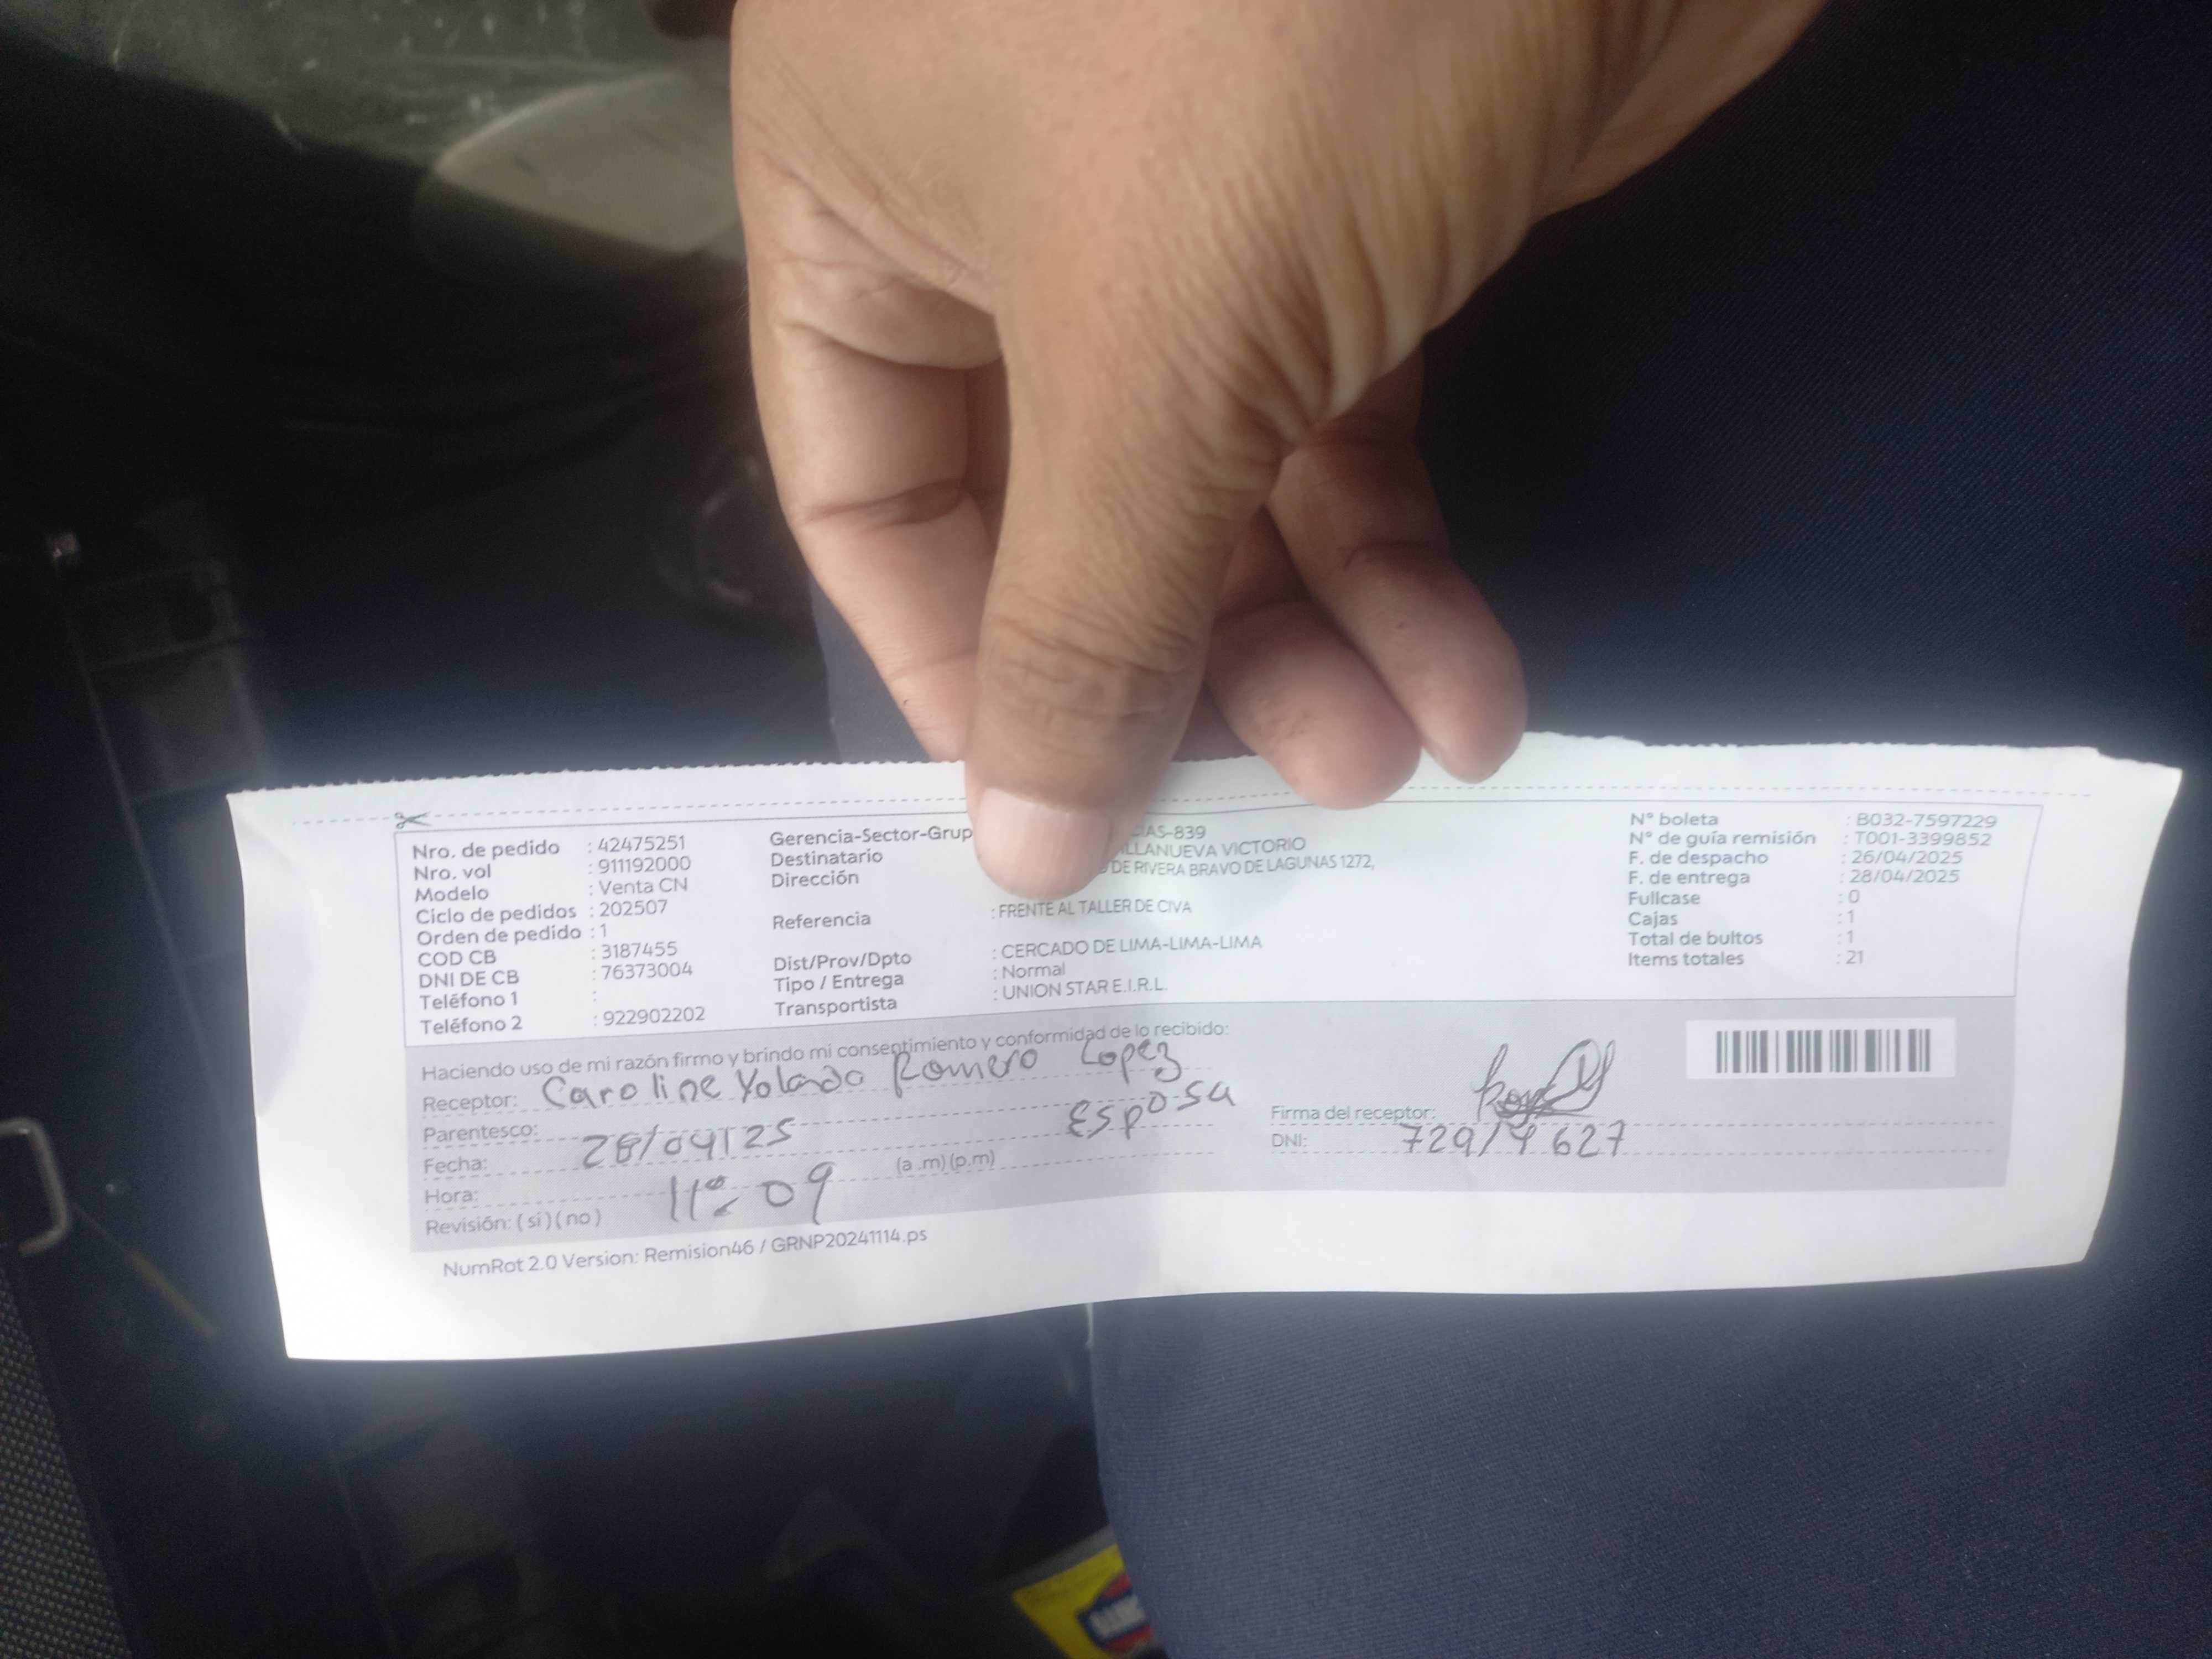 Nro. de pedido : 42475251
Nro. vol : 911192000
Modelo : Venta CN
Ciclo de pedidos : 202507
Orden de pedido : 1
COD CB : 3187455
DNI DE CB : 76373004
Teléfono 1 :
Teléfono 2 : 922902202
Gerencia-Sector-Grup
Destinatario VICTORIO
Dirección DE RIVERA BRAVO DE LAGUNAS 1272,
Referencia : FRENTE AL TALLER DE CIVA
Dist/Prov/Dpto : CERCADO DE LIMA-LIMA-LIMA
Tipo / Entrega : Normal
Transportista : UNION STAR E.I.R.L.
N° boleta : B032-7597229
N° de guía remisión : T001-3399852
F. de despacho : 26/04/2025
F. de entrega : 28/04/2025
Fullcase : 0
Cajas : 1
Total de bultos : 1
Items totales : 21
Haciendo uso de mi razón firmo y brindo mi consentimiento y conformidad de lo recibido:
Receptor: Caroline Yolanda Romero Lopez
Parentesco: Esposa
Fecha: 28/04/25
Hora: 11:09 (a .m) (p.m)
Revisión: ( si ) ( no )
Firma del receptor:
DNI: 72914627
NumRot 2.0 Version: Remision46 / GRNP20241114.ps